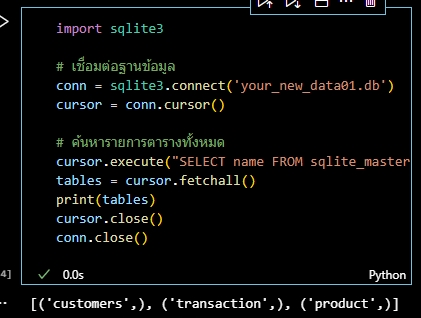 import sqlite3
# เชื่อมต่อฐานข้อมูล
conn = sqlite3.connect('your_new_data01.db')
cursor = conn.cursor()
# ค้นหารายการตารางทั้งหมด
cursor.execute("SELECT name FROM sqlite_master
tables = cursor.fetchall()
print(tables)
cursor.close()
conn.close()
4] ✓ 0.0s Python
[('customers',), ('transaction',), ('product',)]